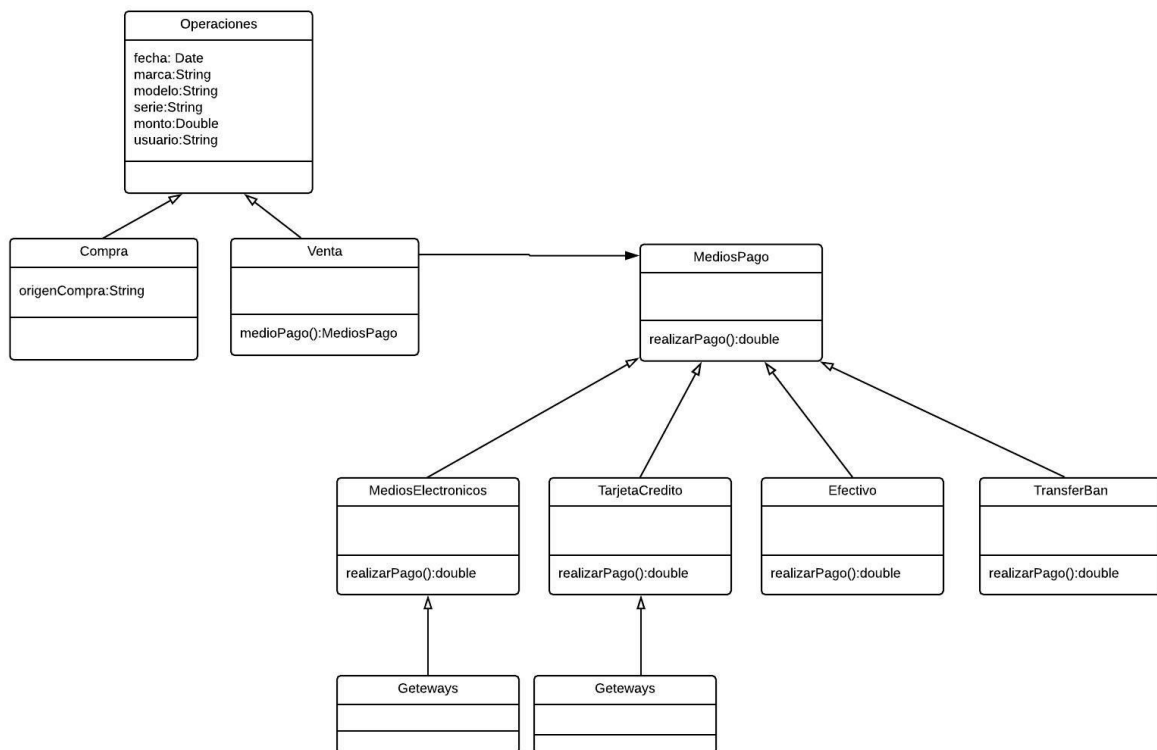 Operaciones
fecha: Date
marca:String
modelo:String
serie:String
monto:Double
usuario:String
Compra
origenCompra:String
Venta
medioPago():MediosPago
MediosPago
realizarPago():double
MediosElectronicos
realizarPago():double
TarjetaCredito
realizarPago():double
Efectivo
realizarPago():double
TransferBan
realizarPago():double
Geteways
Geteways